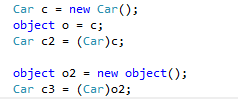 Car c = new Car();
object o = c;
Car c2 = (Car)c;
object o2 = new object();
Car c3 = (Car)o2;